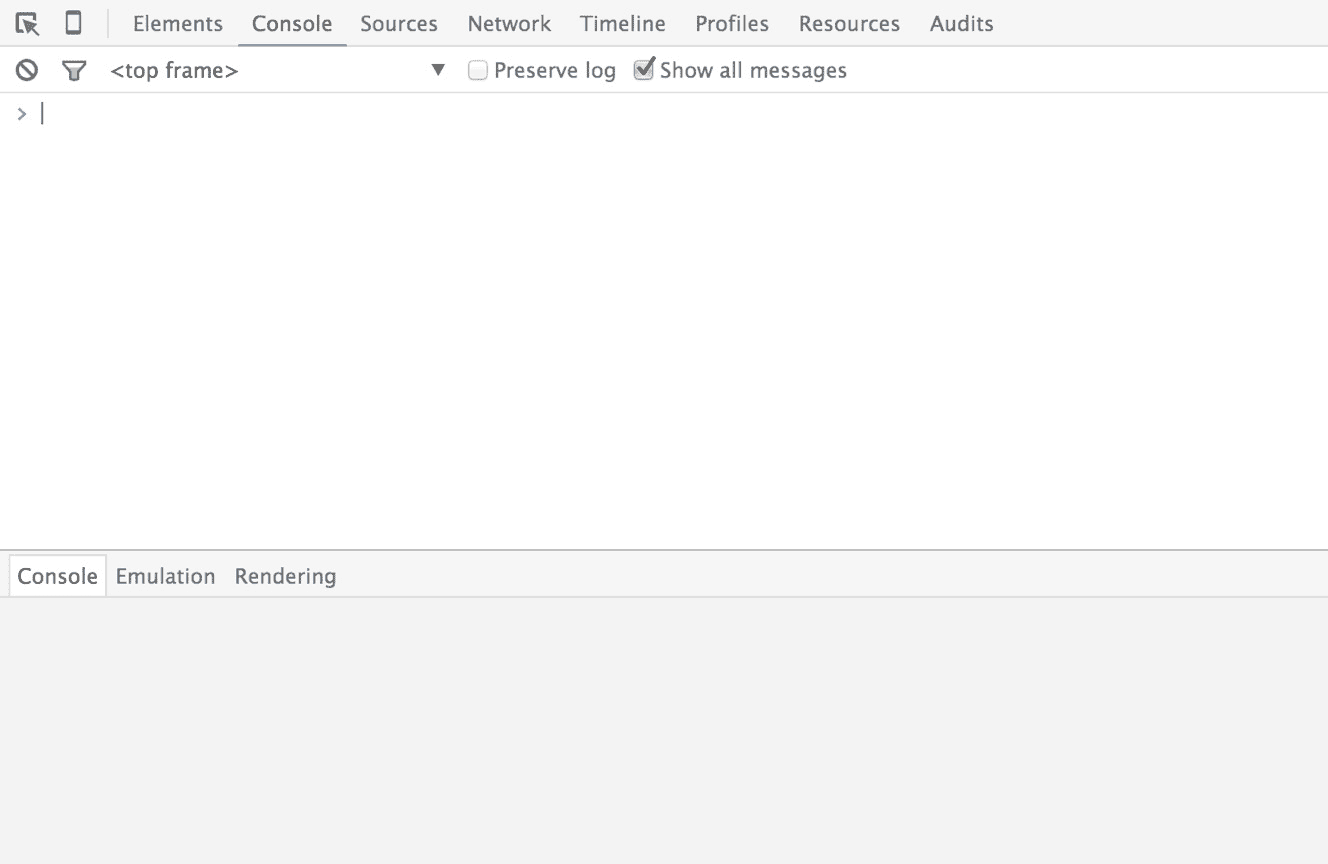 Elements Console Sources Network Timeline Profiles Resources Audits
<top frame> ▼ Preserve log Show all messages
>
Console Emulation Rendering